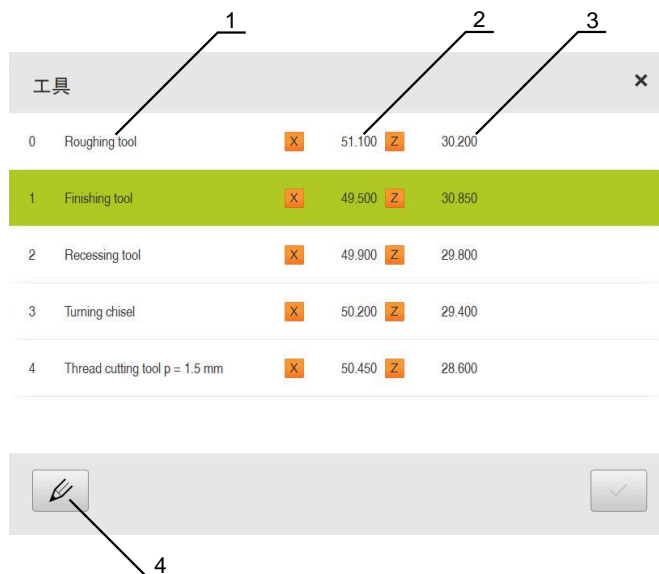 1 2 3
工具 ×
0 Roughing tool X 51.100 Z 30.200
1 Finishing tool X 49.500 Z 30.850
2 Recessing tool X 49.900 Z 29.800
3 Turning chisel X 50.200 Z 29.400
4 Thread cutting tool p = 1.5 mm X 50.450 Z 28.600
4